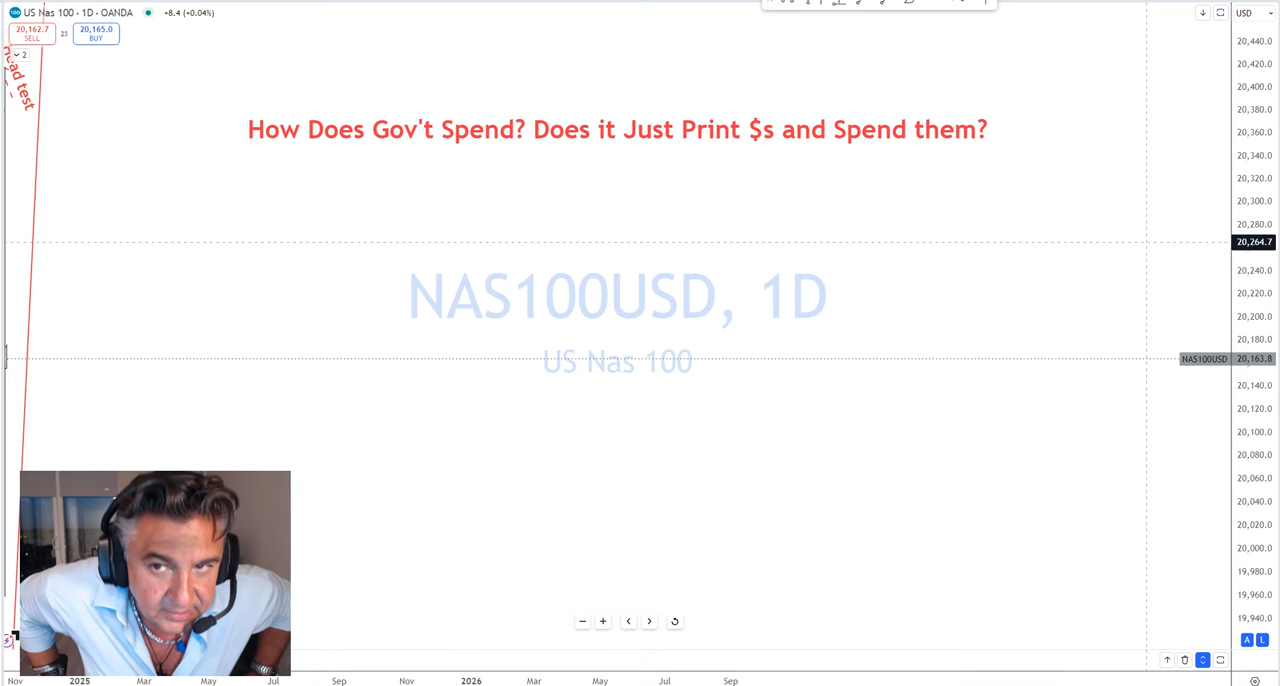 US Nas 100 · 1D · OANDA
+8.4 (+0.04%)
USD
20,162.7
SELL
23
20,165.0
BUY
2
ead test
How Does Gov't Spend? Does it Just Print $s and Spend them?
NAS100USD, 1D
US Nas 100
20,440.0
20,420.0
20,400.0
20,380.0
20,360.0
20,340.0
20,320.0
20,300.0
20,280.0
20,264.7
20,240.0
20,220.0
20,200.0
20,180.0
NAS100USD 20,163.8
20,140.0
20,120.0
20,100.0
20,080.0
20,060.0
20,040.0
20,020.0
20,000.0
19,980.0
19,960.0
19,940.0
A L
Nov 2025 Mar May Jul Sep Nov 2026 Mar May Jul Sep